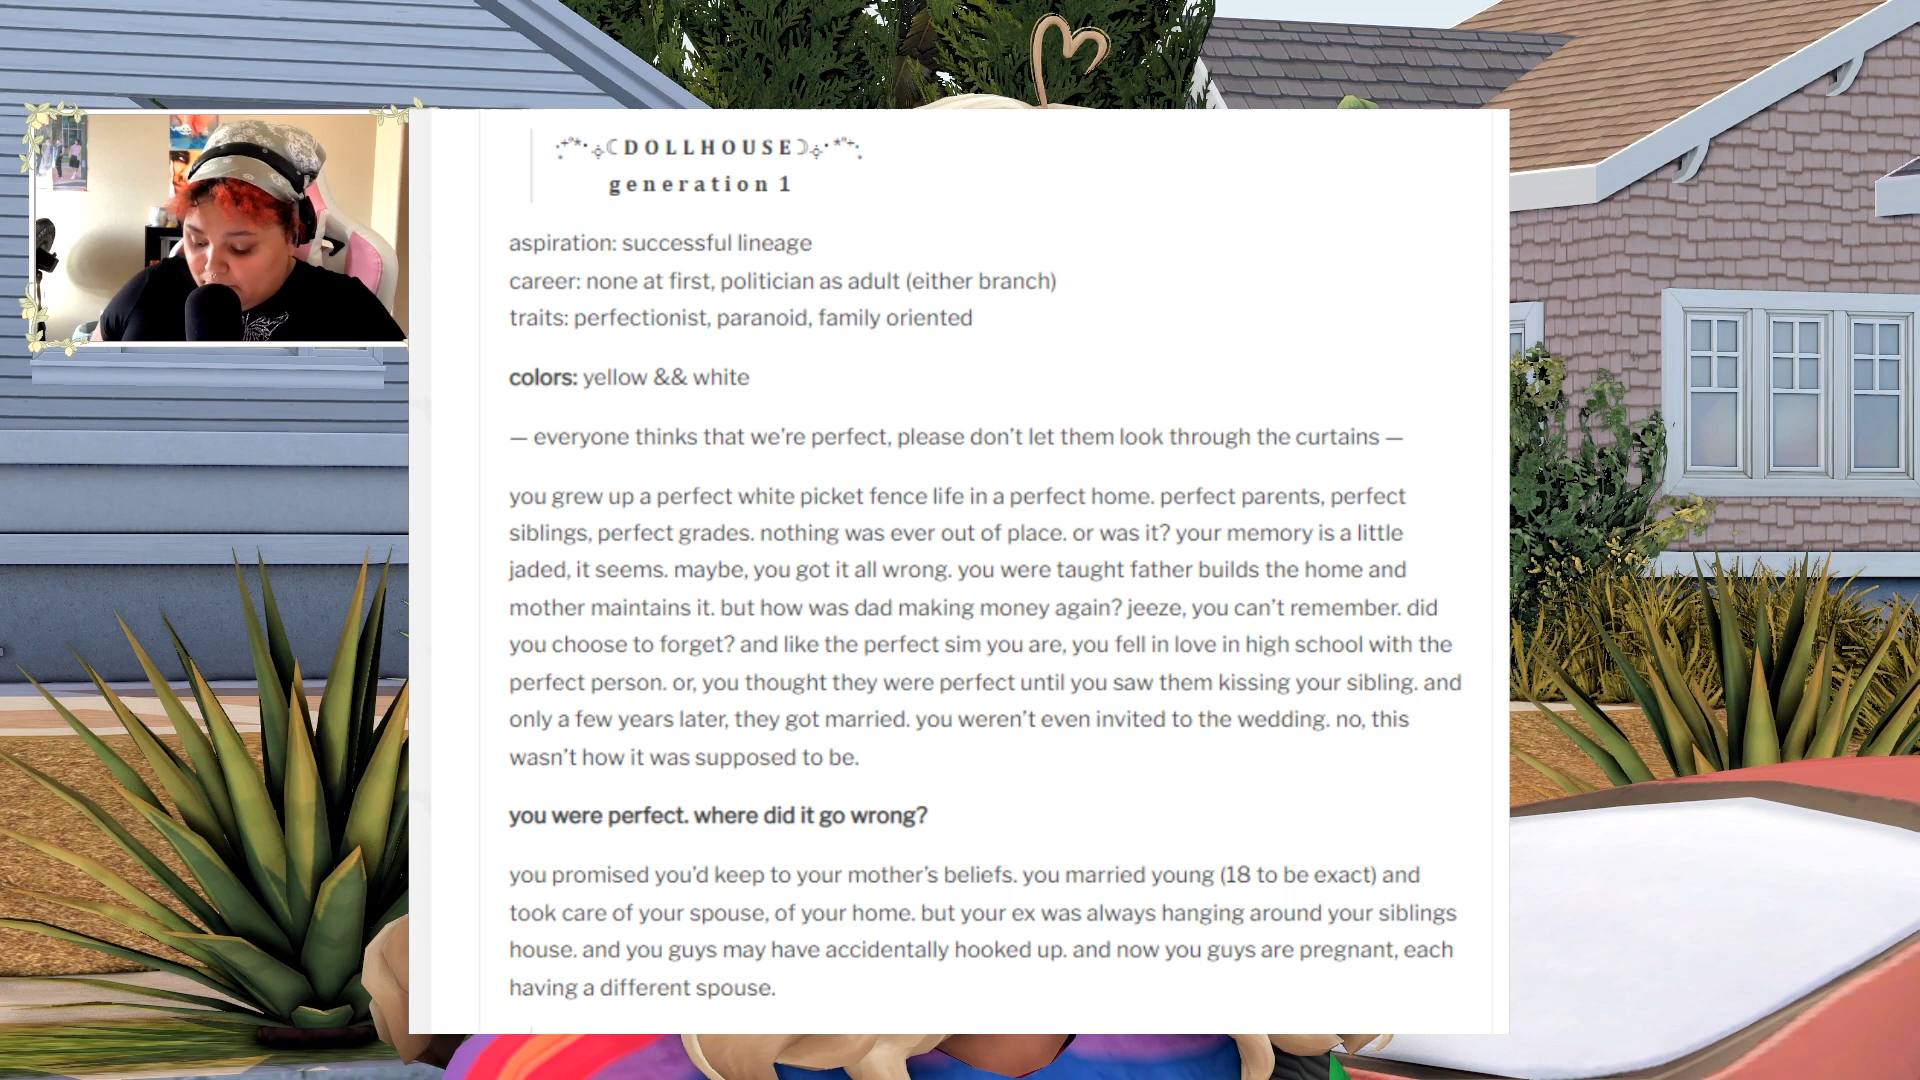 DOLLHOUSE
generation 1
aspiration: successful lineage
career: none at first, politician as adult (either branch)
traits: perfectionist, paranoid, family oriented
colors: yellow && white
— everyone thinks that we're perfect, please don't let them look through the curtains —
you grew up a perfect white picket fence life in a perfect home. perfect parents, perfect
siblings, perfect grades. nothing was ever out of place. or was it? your memory is a little
jaded, it seems. maybe, you got it all wrong. you were taught father builds the home and
mother maintains it. but how was dad making money again? jeeze, you can't remember. did
you choose to forget? and like the perfect sim you are, you fell in love in high school with the
perfect person. or, you thought they were perfect until you saw them kissing your sibling. and
only a few years later, they got married. you weren't even invited to the wedding. no, this
wasn't how it was supposed to be.
you were perfect. where did it go wrong?
you promised you'd keep to your mother's beliefs. you married young (18 to be exact) and
took care of your spouse, of your home. but your ex was always hanging around your siblings
house. and you guys may have accidentally hooked up. and now you guys are pregnant, each
having a different spouse.